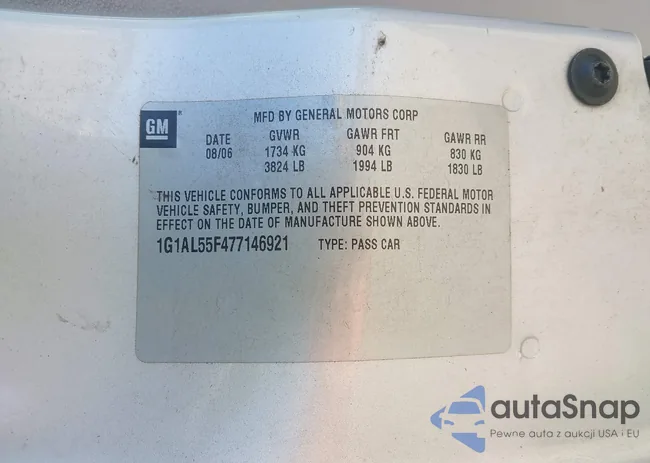 GM
MFD BY GENERAL MOTORS CORP
DATE GVWR GAWR FRT GAWR RR
08/06 1734 KG 904 KG 830 KG
3824 LB 1994 LB 1830 LB
THIS VEHICLE CONFORMS TO ALL APPLICABLE U.S. FEDERAL MOTOR
VEHICLE SAFETY, BUMPER, AND THEFT PREVENTION STANDARDS IN
EFFECT ON THE DATE OF MANUFACTURE SHOWN ABOVE.
1G1AL55F477146921 TYPE: PASS CAR
autaSnap
Pewne auta z aukcji USA i EU